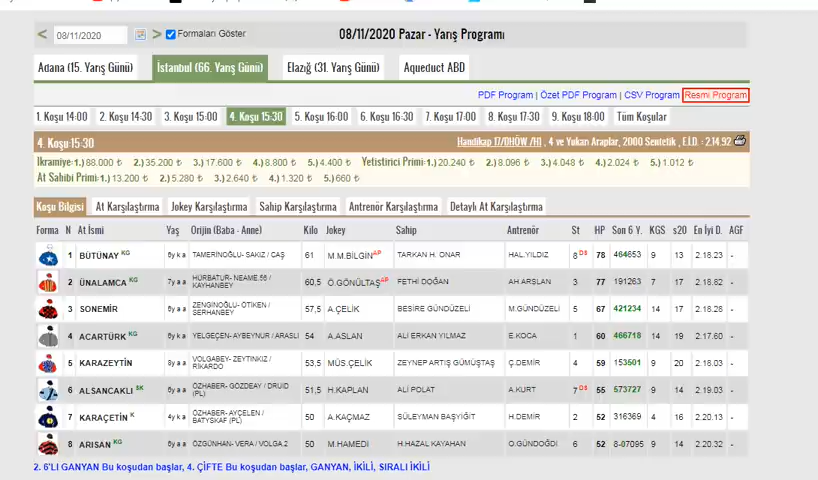 < 08/11/2020 > Formaları Göster 08/11/2020 Pazar - Yarış Programı
Adana (15. Yarış Günü) İstanbul (66. Yarış Günü) Elazığ (31. Yarış Günü) Aqueduct ABD
PDF Program | Özet PDF Program | CSV Program Resmi Program
1. Koşu 14:00 2. Koşu 14:30 3. Koşu 15:00 4. Koşu 15:30 5. Koşu 16:00 6. Koşu 16:30 7. Koşu 17:00 8. Koşu 17:30 9. Koşu 18:00 Tüm Koşular
4. Koşu:15:30 Handikap 17/DHÖW /H1 , 4 ve Yukarı Araplar, 2000 Sentetik , E.İ.D. : 2.14.92
Ikramiye:1.) 88.000 ₺ 2.) 35.200 ₺ 3.) 17.600 ₺ 4.) 8.800 ₺ 5.) 4.400 ₺ Yetistirici Primi:1.) 20.240 ₺ 2.) 8.096 ₺ 3.) 4.048 ₺ 4.) 2.024 ₺ 5.) 1.012 ₺
At Sahibi Primi:1.) 13.200 ₺ 2.) 5.280 ₺ 3.) 2.640 ₺ 4.) 1.320 ₺ 5.) 660 ₺
Koşu Bilgisi At Karşılaştırma Jokey Karşılaştırma Sahip Karşılaştırma Antrenör Karşılaştırma Detaylı At Karşılaştırma
Forma N At İsmi Yaş Orijin (Baba - Anne) Kilo Jokey Sahip Antrenör St HP Son 6 Y. KGS s20 En İyi D. AGF
1 BÜTÜNAY KG a a TAMERİNOĞLU- SAKIZ / CAŞ 61 M.M.BİLGİN AP TARKAN H. ONAR HAL.YILDIZ 8 DS 78 464653 9 13 2.18.23 -
2 ÜNALAMCA KG 7y a a HÜRBATUR- NEAME.56 / KAYHANBEY 60,5 Ö.GÖNÜLTAŞ AP FETHİ DOĞAN AH.ARSLAN 3 77 191263 7 17 2.18.62 -
3 SONEMİR a a ZENGİNOĞLU- ÖTİKEN / SERHANBEY 57,5 A.ÇELİK BESİRE GÜNDÜZELİ M.GÜNDÜZELİ 5 67 421234 14 17 2.18.28 -
4 ACARTÜRK KG a a YELGEÇEN- AYBEYNUR / ARASLI 54 A.ASLAN ALİ ERKAN YILMAZ E.KOCA 1 60 466718 14 19 2.17.60 -
5 KARAZEYTİN a a VOLGABEY- ZEYTINKIZ / RİKARDO 53,5 MÜS.ÇELİK ZEYNEP ARTIŞ GÜMÜŞTAŞ Ç.DEMİR 4 59 153501 9 20 2.18.03 -
6 ALSANCAKLI SK a a ÖZHABER- GÖZDEAY / DRUID (PL) 51,5 H.KAPLAN ALİ POLAT A.KURT 7 DS 55 573727 9 14 2.19.03 -
7 KARAÇETİN K 4y k a ÖZHABER- AYÇELEN / BATYSKAF (PL) 50 A.KAÇMAZ SÜLEYMAN BAŞYİĞİT H.DEMİR 2 52 316369 4 16 2.20.13 -
8 ARISAN KG a a ÖZGÜNHAN- VERA / VOLGA.2 50 M.HAMEDI H.HAZAL KAYAHAN O.GÜNDOĞDI 6 52 8-07095 9 14 2.20.32 -
2. 6'LI GANYAN Bu koşudan başlar, 4. ÇİFTE Bu koşudan başlar, GANYAN, İKİLİ, SIRALI İKİLİ